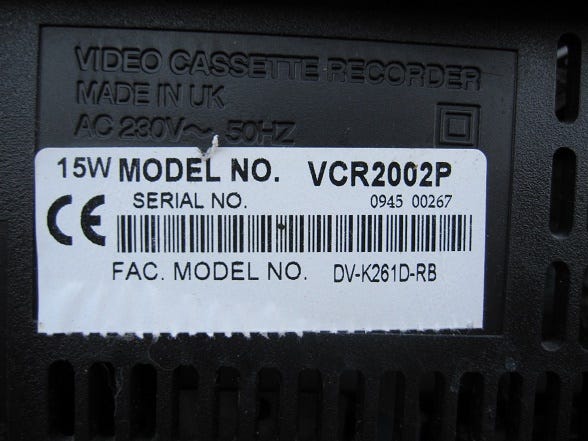 VIDEO CASSETTE RECORDER
MADE IN UK
AC 230V~ 50HZ
15W MODEL NO. VCR2002P
SERIAL NO. 0945 00267
CE
FAC. MODEL NO. DV-K261D-RB